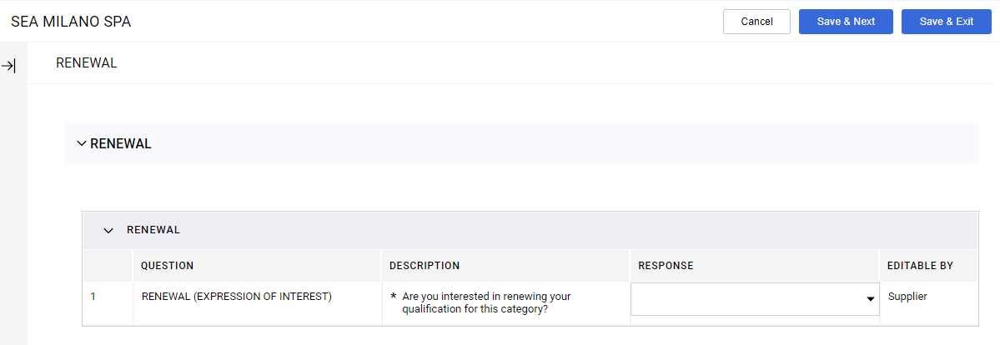 SEA MILANO SPA
Cancel
Save & Next
Save & Exit
RENEWAL
RENEWAL
RENEWAL
QUESTION
DESCRIPTION
RESPONSE
EDITABLE BY
1
RENEWAL (EXPRESSION OF INTEREST)
* Are you interested in renewing your
qualification for this category?
Supplier